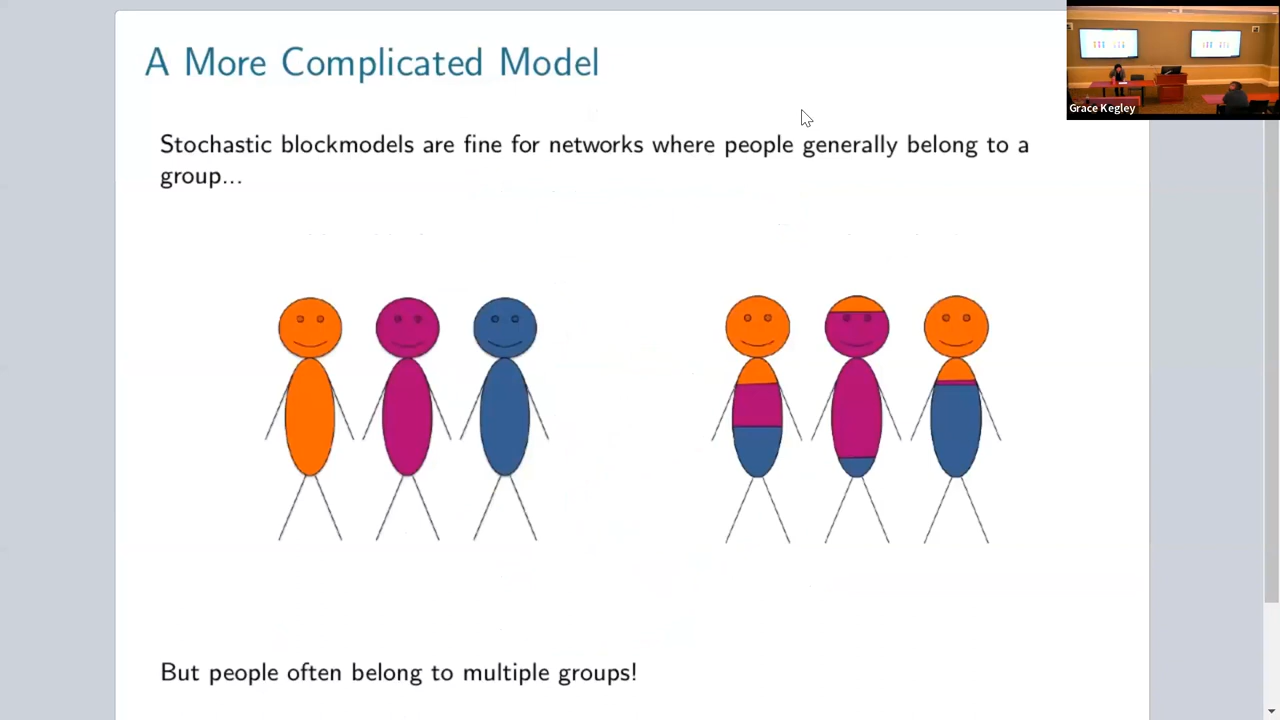 A More Complicated Model
Stochastic blockmodels are fine for networks where people generally belong to a
group...
But people often belong to multiple groups!
Grace Kegley